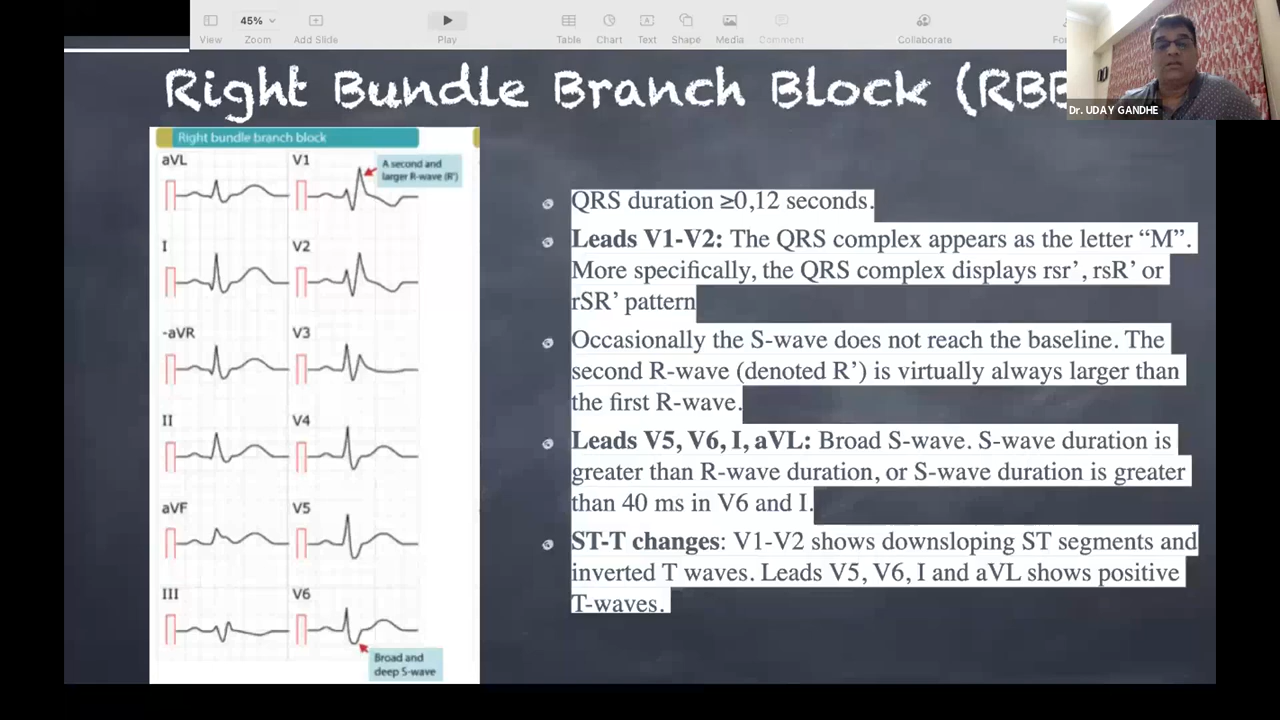 45%
View
Zoom
Add Slide
Play
Table
Chart
Text
Shape
Media
Comment
Collaborate
Dr. UDAY GANDHE
Right Bundle Branch Block (RBB
Right bundle branch block
aVL
V1
A second and
larger R-wave (R')
I
V2
-aVR
V3
II
V4
aVF
V5
III
V6
Broad and
deep S-wave
QRS duration ≥0,12 seconds.
Leads V1-V2: The QRS complex appears as the letter “M”.
More specifically, the QRS complex displays rsr’, rsR’ or
rSR’ pattern
Occasionally the S-wave does not reach the baseline. The
second R-wave (denoted R’) is virtually always larger than
the first R-wave.
Leads V5, V6, I, aVL: Broad S-wave. S-wave duration is
greater than R-wave duration, or S-wave duration is greater
than 40 ms in V6 and I.
ST-T changes: V1-V2 shows downsloping ST segments and
inverted T waves. Leads V5, V6, I and aVL shows positive
T-waves.